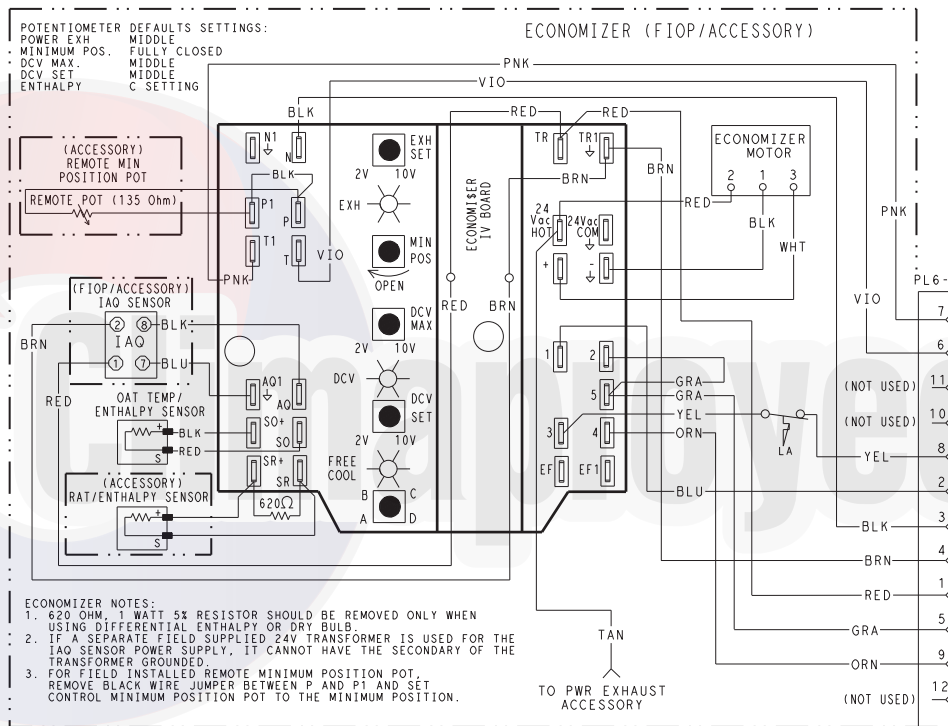 POTENTIOMETER DEFAULTS SETTINGS:
POWER EXH MIDDLE
MINIMUM POS. FULLY CLOSED
DCV MAX. MIDDLE
DCV SET MIDDLE
ENTHALPY C SETTING
ECONOMIZER (FIOP/ACCESSORY)
PNK
VIO
BLK
RED
RED
N1
N
EXH
SET
2V 10V
TR
TR1
BRN
BRN
ECONOMIZER
MOTOR
2 1 3
(ACCESSORY)
REMOTE MIN
POSITION POT
REMOTE POT (135 Ohm)
BLK
P1
P
EXH
ECONOMI$ER
IV BOARD
24
Vac
HOT
24Vac
COM
RED
BLK
WHT
PNK
T1
T
VIO
MIN
POS
OPEN
+
-
PNK
RED
BRN
VIO
PL6-
(FIOP/ACCESSORY)
IAQ SENSOR
2 8
BLK
IAQ
1 7
BLU
BRN
RED
DCV
MAX
2V 10V
DCV
DCV
SET
2V 10V
FREE
COOL
B C
A D
AQ1
AQ
OAT TEMP/
ENTHALPY SENSOR
+
S
BLK
RED
SO+
SO
SR+
SR
620Ω
(ACCESSORY)
RAT/ENTHALPY SENSOR
+
S
1
2
5
3
4
EF
EF1
GRA
GRA
YEL
ORN
LA
BLU
7
6
(NOT USED) 11
(NOT USED) 10
YEL 8
2
BLK 3
BRN 4
RED 1
GRA 5
ORN 9
(NOT USED) 12
TAN
TO PWR EXHAUST
ACCESSORY
ECONOMIZER NOTES:
1. 620 OHM, 1 WATT 5% RESISTOR SHOULD BE REMOVED ONLY WHEN
USING DIFFERENTIAL ENTHALPY OR DRY BULB.
2. IF A SEPARATE FIELD SUPPLIED 24V TRANSFORMER IS USED FOR THE
IAQ SENSOR POWER SUPPLY, IT CANNOT HAVE THE SECONDARY OF THE
TRANSFORMER GROUNDED.
3. FOR FIELD INSTALLED REMOTE MINIMUM POSITION POT,
REMOVE BLACK WIRE JUMPER BETWEEN P AND P1 AND SET
CONTROL MINIMUM POSITION POT TO THE MINIMUM POSITION.